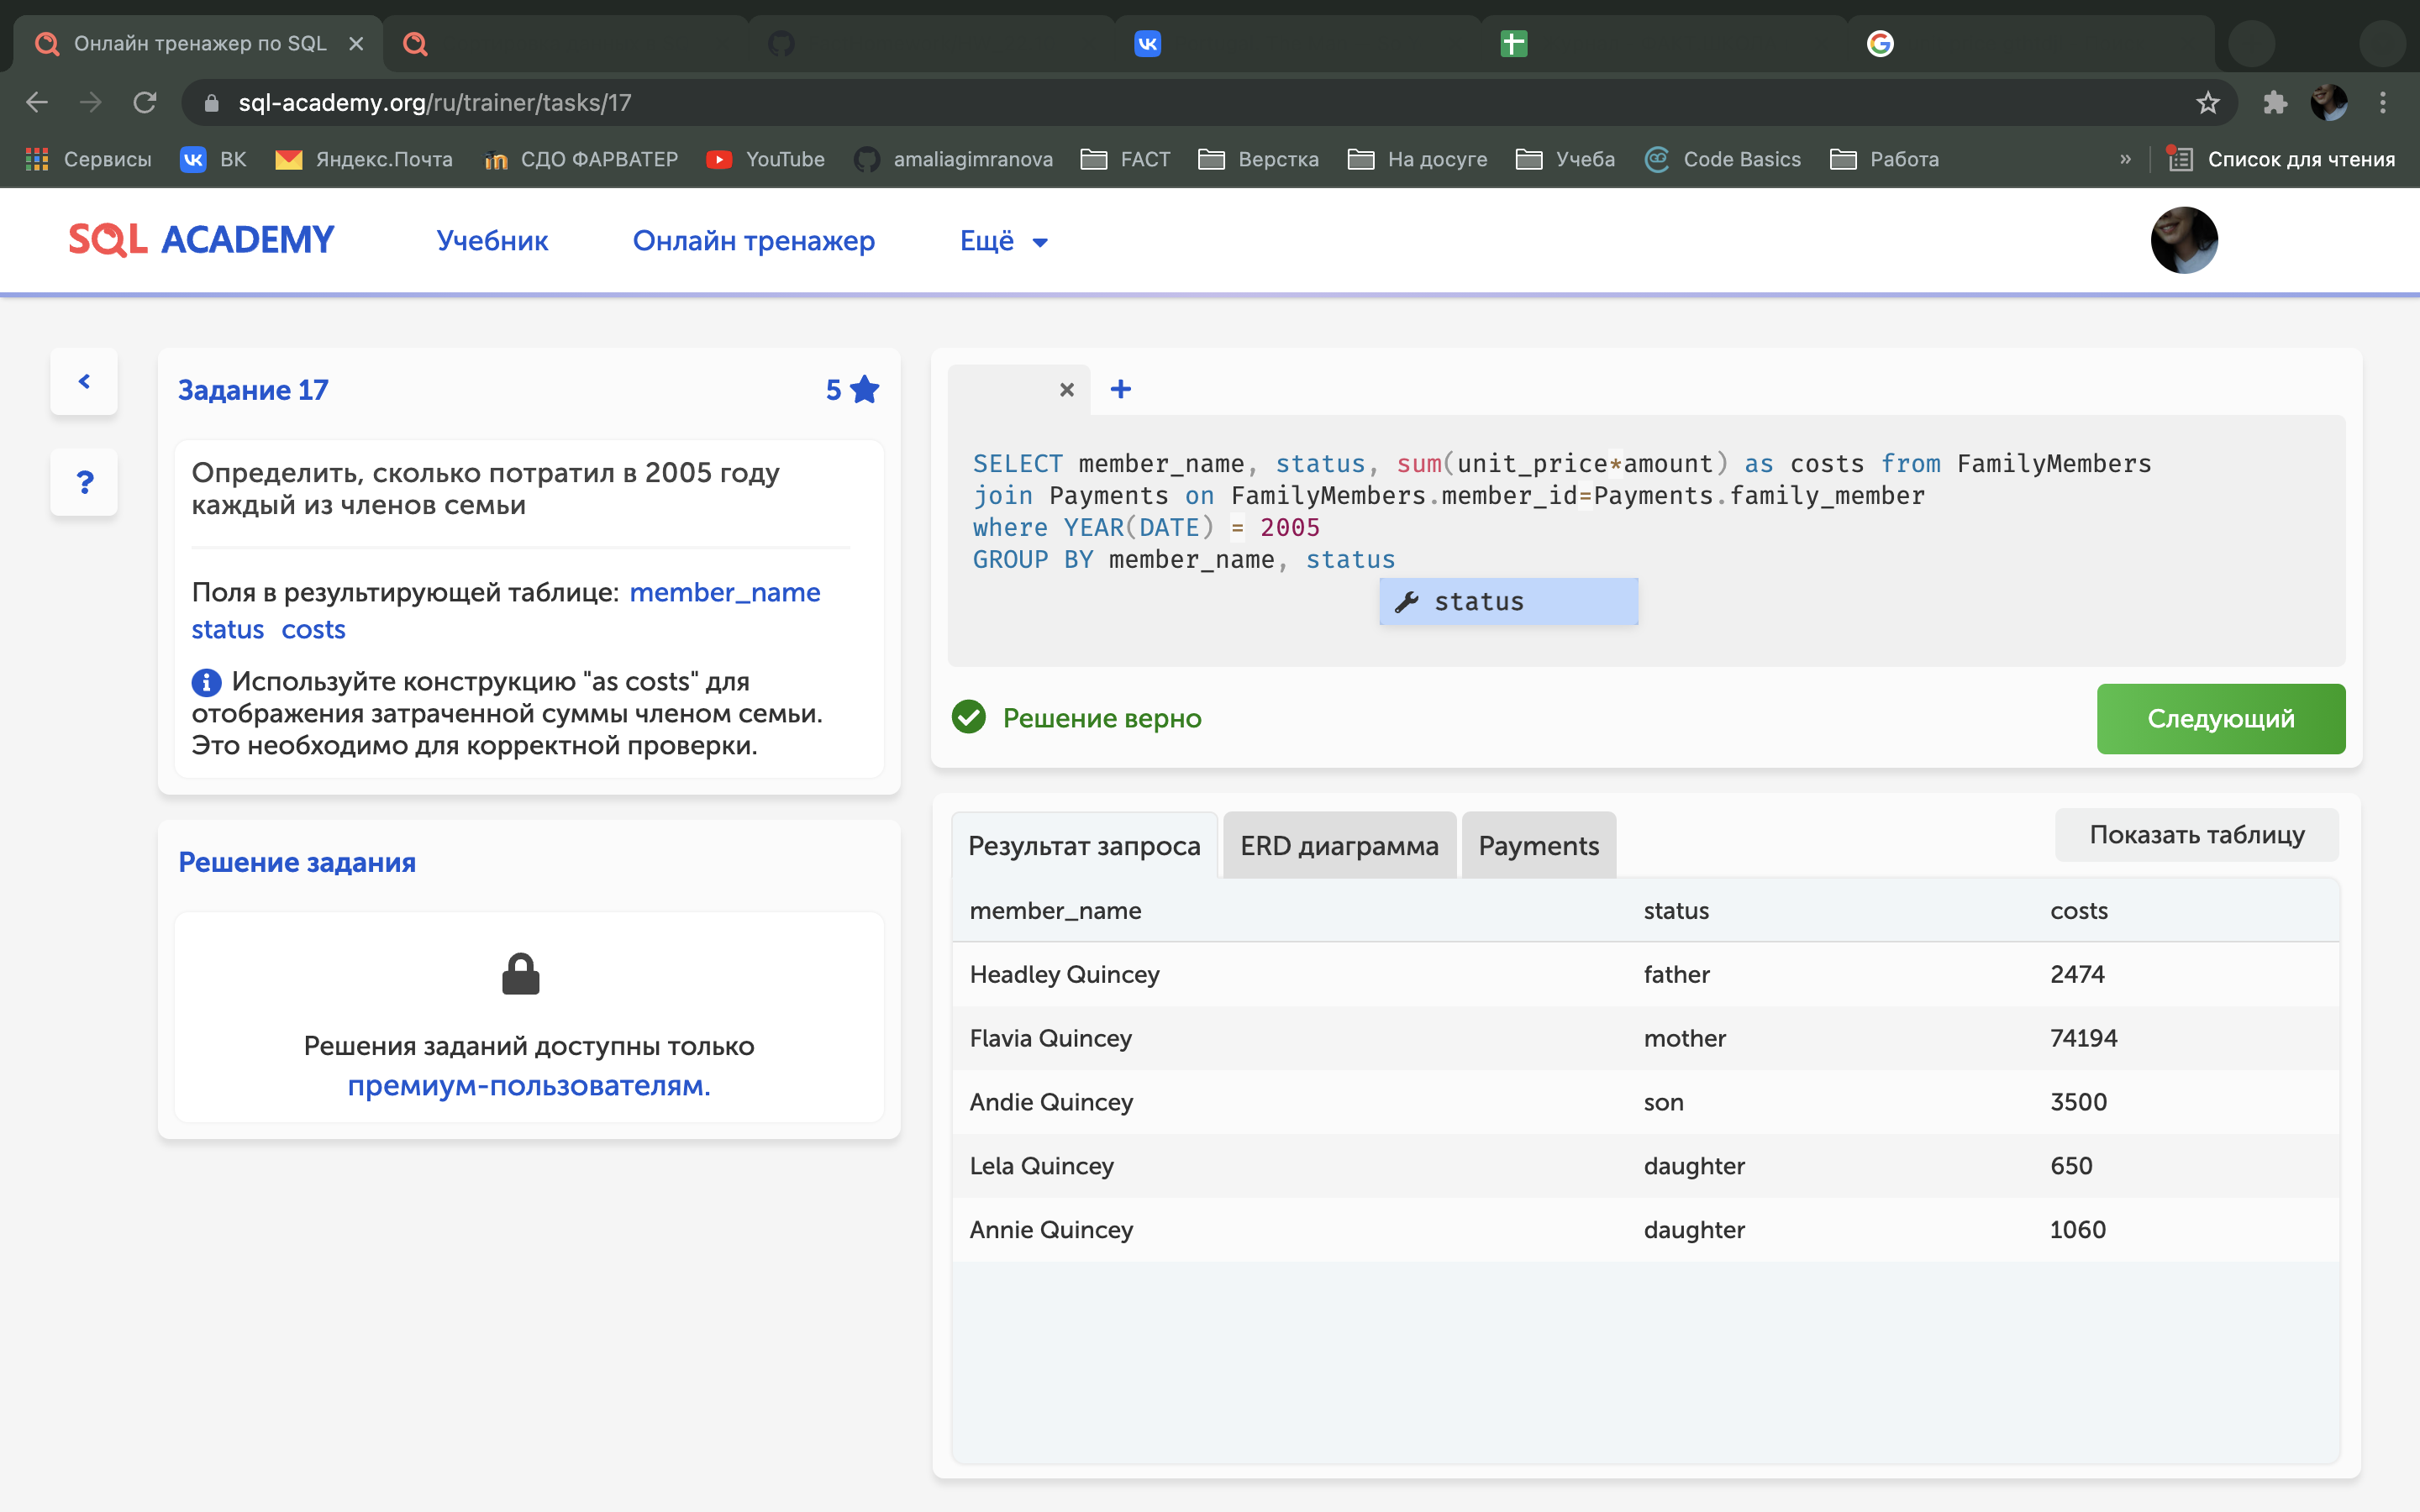 Онлайн тренажер по SQL
sql-academy.org/ru/trainer/tasks/17
Сервисы ВК Яндекс.Почта СДО ФАРВАТЕР YouTube amaliagimranova FACT Верстка На досуге Учеба Code Basics Работа » Список для чтения
SQL ACADEMY Учебник Онлайн тренажер Ещё
Задание 17 5
Определить, сколько потратил в 2005 году
каждый из членов семьи
Поля в результирующей таблице: member_name
status costs
Используйте конструкцию "as costs" для
отображения затраченной суммы членом семьи.
Это необходимо для корректной проверки.
Решение задания
Решения заданий доступны только
премиум-пользователям.
SELECT member_name, status, sum(unit_price*amount) as costs from FamilyMembers
join Payments on FamilyMembers.member_id=Payments.family_member
where YEAR(DATE) = 2005
GROUP BY member_name, status
status
Решение верно
Следующий
Результат запроса ERD диаграмма Payments Показать таблицу
member_name status costs
Headley Quincey father 2474
Flavia Quincey mother 74194
Andie Quincey son 3500
Lela Quincey daughter 650
Annie Quincey daughter 1060